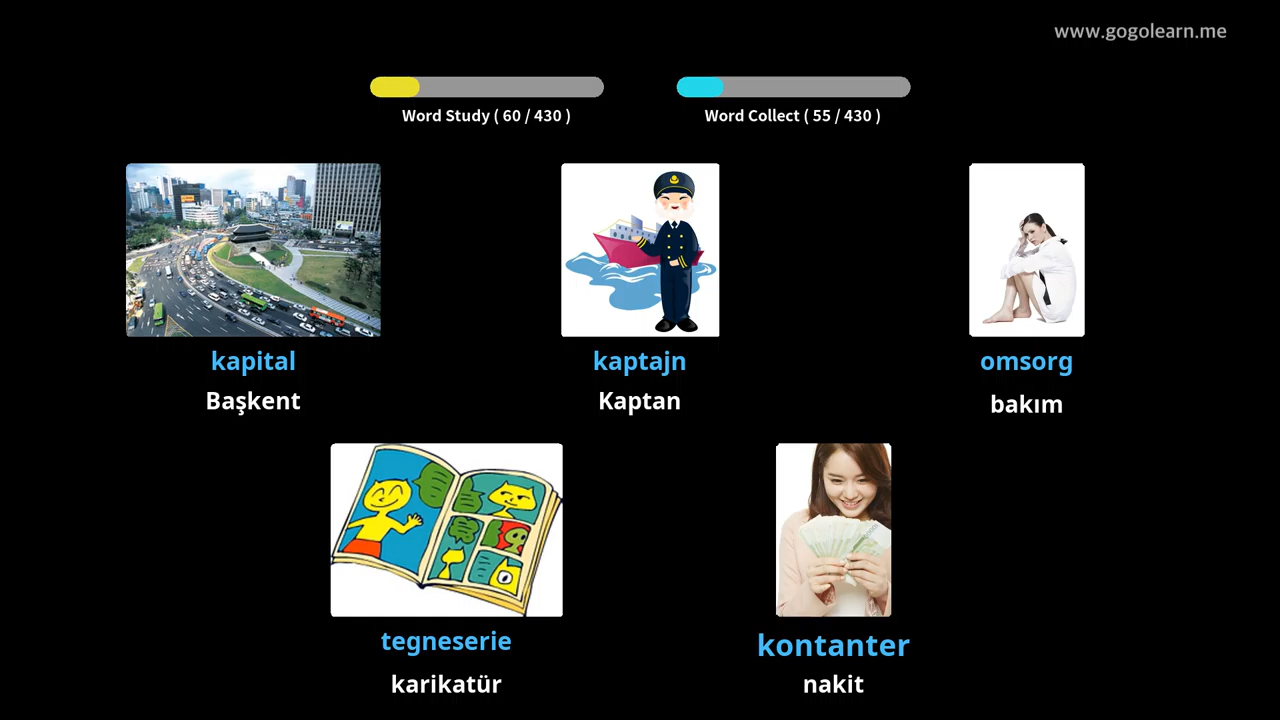 www.gogolearn.me
Word Study ( 60 / 430 )
Word Collect ( 55 / 430 )
kapital
Başkent
kaptajn
Kaptan
omsorg
bakım
tegneserie
karikatür
kontanter
nakit